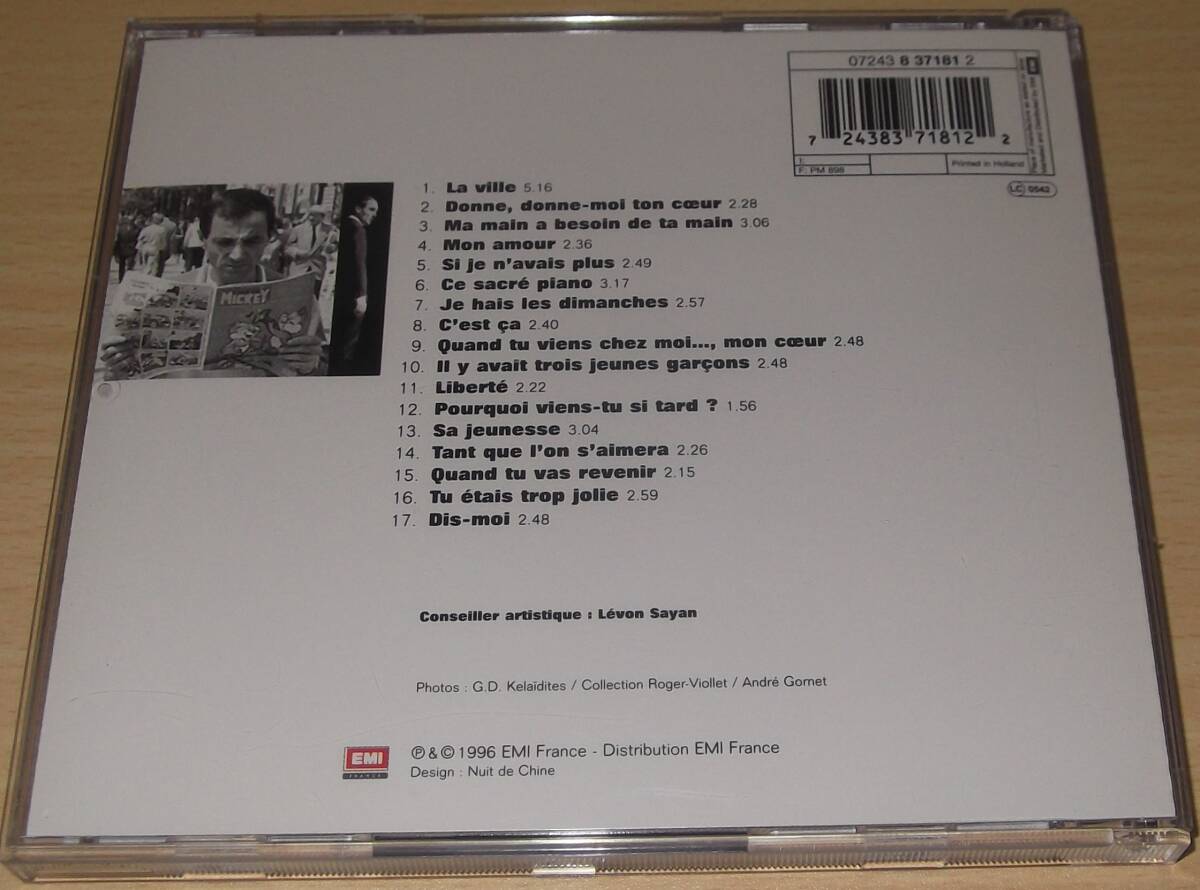 07243 8 37181 2
7 24383 71812 2
F: PM 898
Printed in Holland
LC 0542
MICKEY
1. La ville 5.16
2. Donne, donne-moi ton cœur 2.28
3. Ma main a besoin de ta main 3.06
4. Mon amour 2.36
5. Si je n'avais plus 2.49
6. Ce sacré piano 3.17
7. Je hais les dimanches 2.57
8. C'est ça 2.40
9. Quand tu viens chez moi..., mon cœur 2.48
10. Il y avait trois jeunes garçons 2.48
11. Liberté 2.22
12. Pourquoi viens-tu si tard ? 1.56
13. Sa jeunesse 3.04
14. Tant que l'on s'aimera 2.26
15. Quand tu vas revenir 2.15
16. Tu étais trop jolie 2.59
17. Dis-moi 2.48
Conseiller artistique : Lévon Sayan
Photos : G.D. Kelaïdites / Collection Roger-Viollet / André Gornet
EMI
FRANCE
℗ & © 1996 EMI France - Distribution EMI France
Design : Nuit de Chine